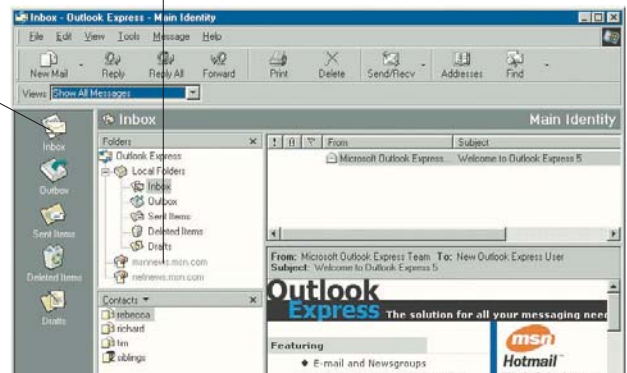 Inbox - Outlook Express - Main Identity
File Edit View Tools Message Help
New Mail Reply Reply All Forward Print Delete Send/Recv Addresses Find
Views: Show All Messages
Inbox Main Identity
Inbox
Outbox
Sent Items
Deleted Items
Drafts
Folders
Outlook Express
Local Folders
Inbox
Outbox
Sent Items
Deleted Items
Drafts
msnnews.msn.com
netnews.msn.com
Contacts
rebecca
richard
tim
siblings
! From Subject
Microsoft Outlook Express... Welcome to Outlook Express 5
From: Microsoft Outlook Express Team To: New Outlook Express User
Subject: Welcome to Outlook Express 5
Outlook
Express The solution for all your messaging need
Featuring
E-mail and Newsgroups
msn
Hotmail